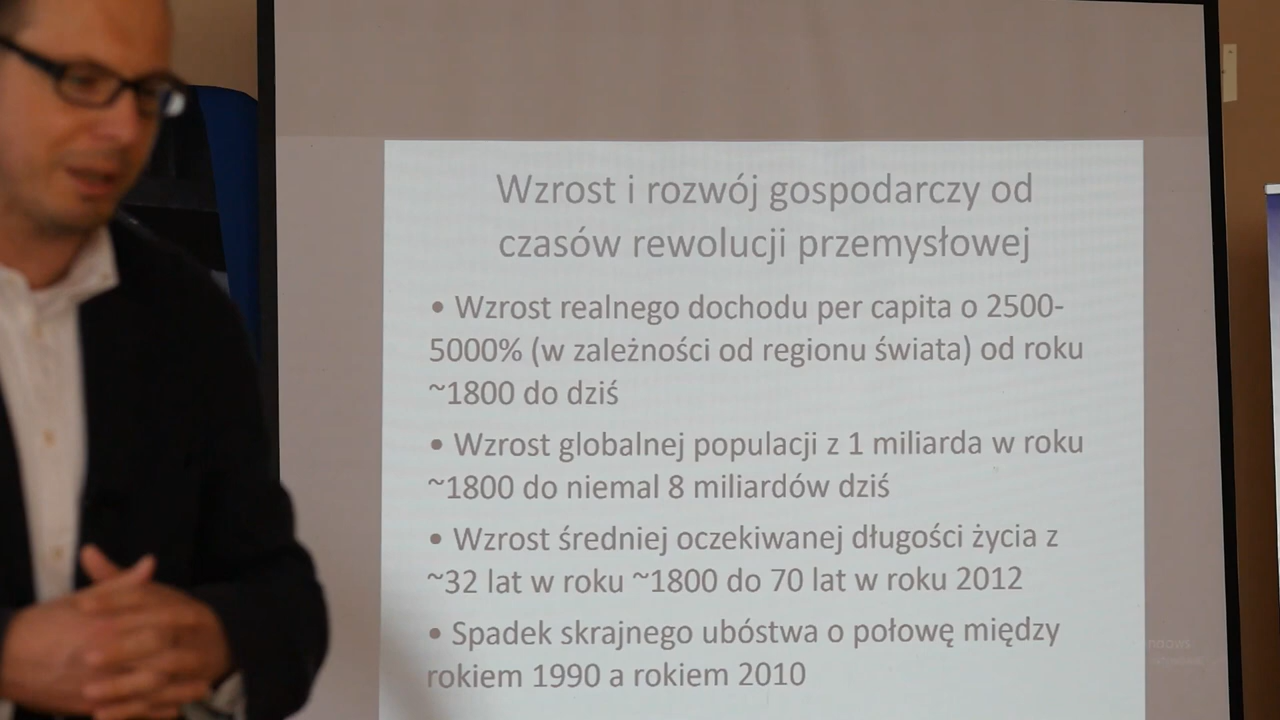 Wzrost i rozwój gospodarczy od
czasów rewolucji przemysłowej
• Wzrost realnego dochodu per capita o 2500-
5000% (w zależności od regionu świata) od roku
~1800 do dziś
• Wzrost globalnej populacji z 1 miliarda w roku
~1800 do niemal 8 miliardów dziś
• Wzrost średniej oczekiwanej długości życia z
~32 lat w roku ~1800 do 70 lat w roku 2012
• Spadek skrajnego ubóstwa o połowę między
rokiem 1990 a rokiem 2010